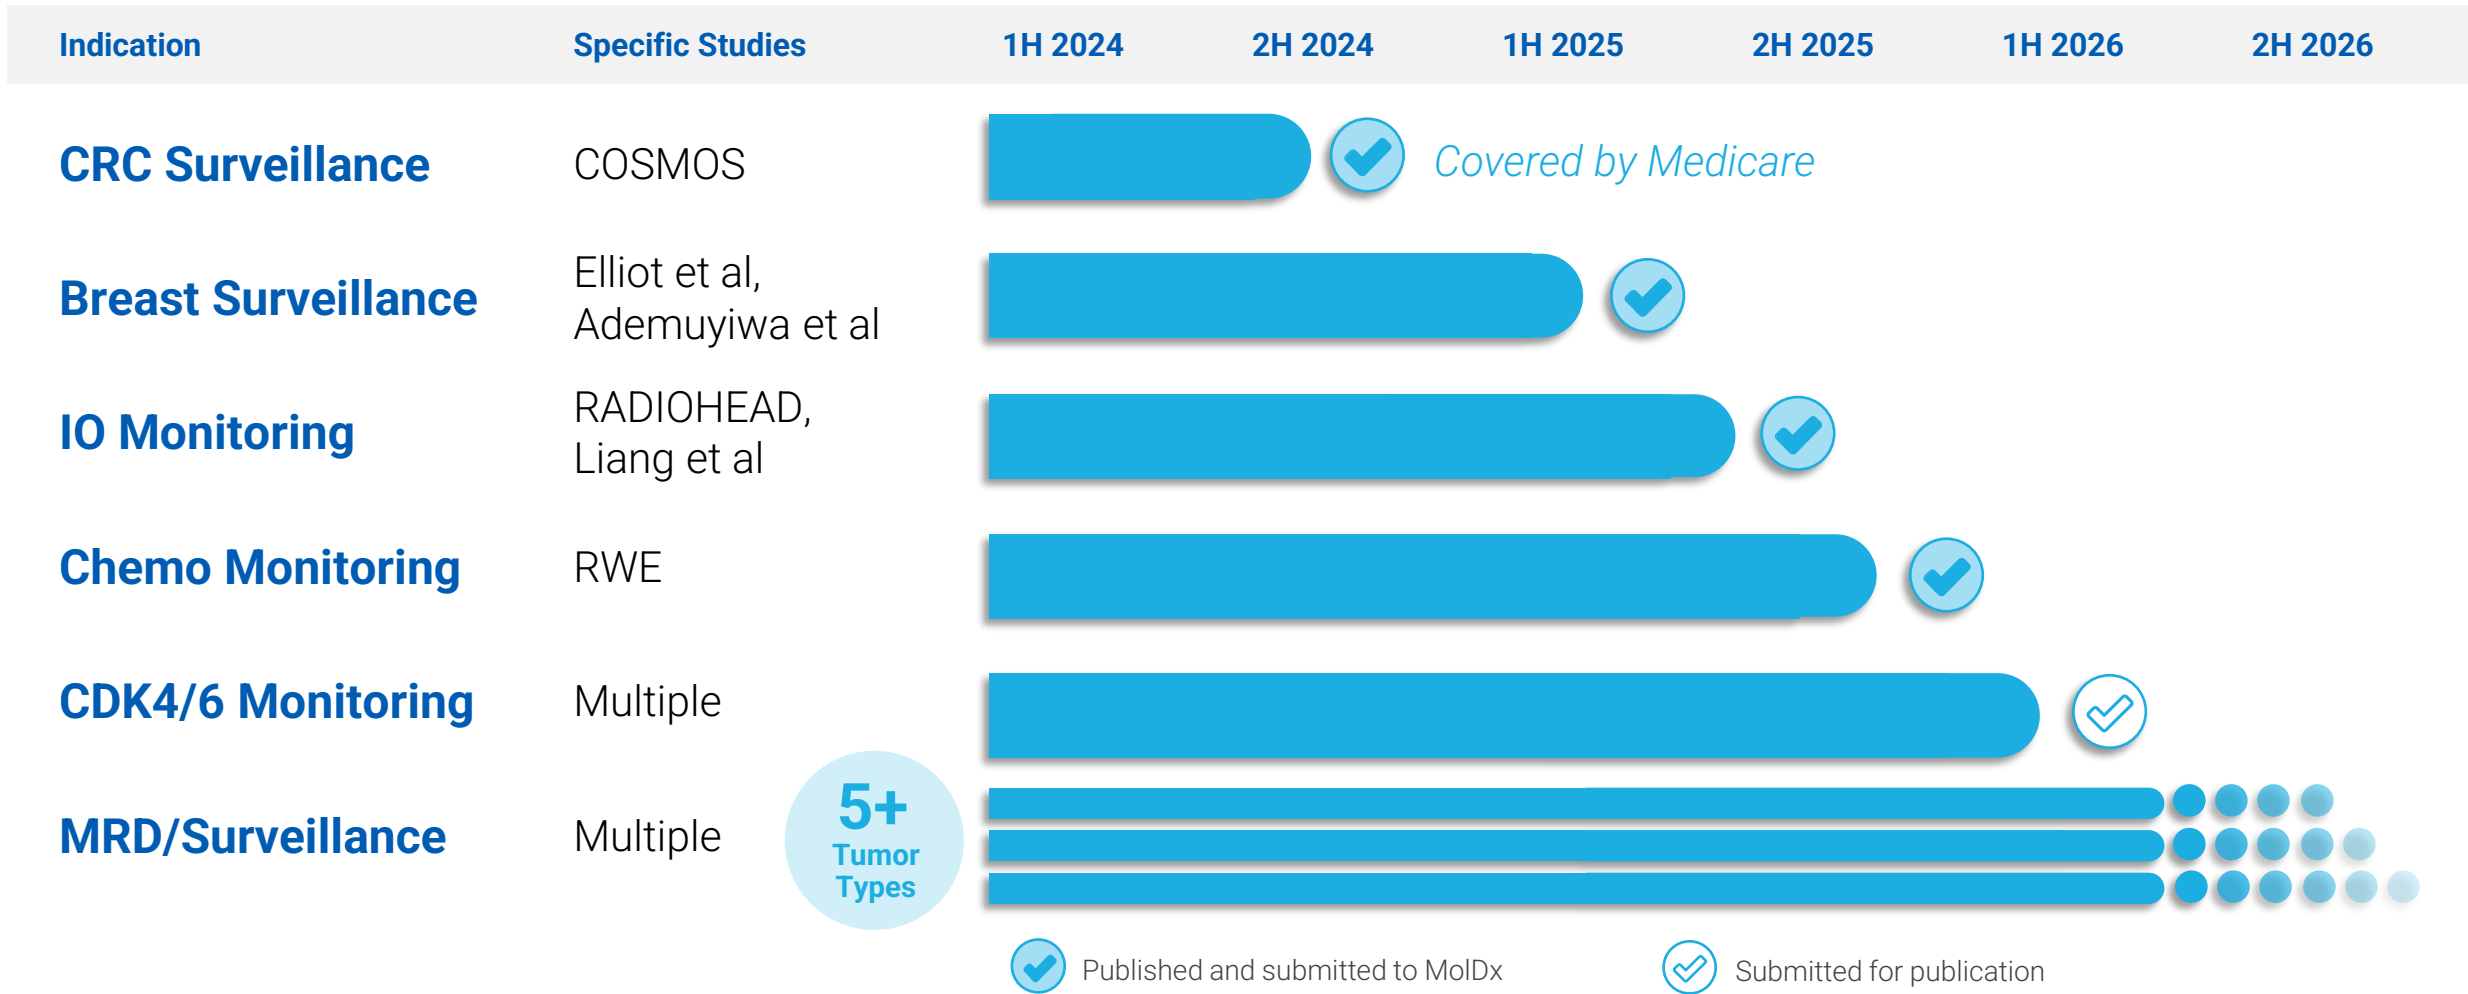 Indication Specific Studies 1H 2024 2H 2024 1H 2025 2H 2025 1H 2026 2H 2026
CRC Surveillance COSMOS Covered by Medicare
Breast Surveillance
Elliot et al,
Ademuyiwa et al
IO Monitoring
RADIOHEAD,
Liang et al
Chemo Monitoring RWE
CDK4/6 Monitoring Multiple
MRD/Surveillance Multiple
5+
Tumor
Types
Published and submitted to MolDx Submitted for publication